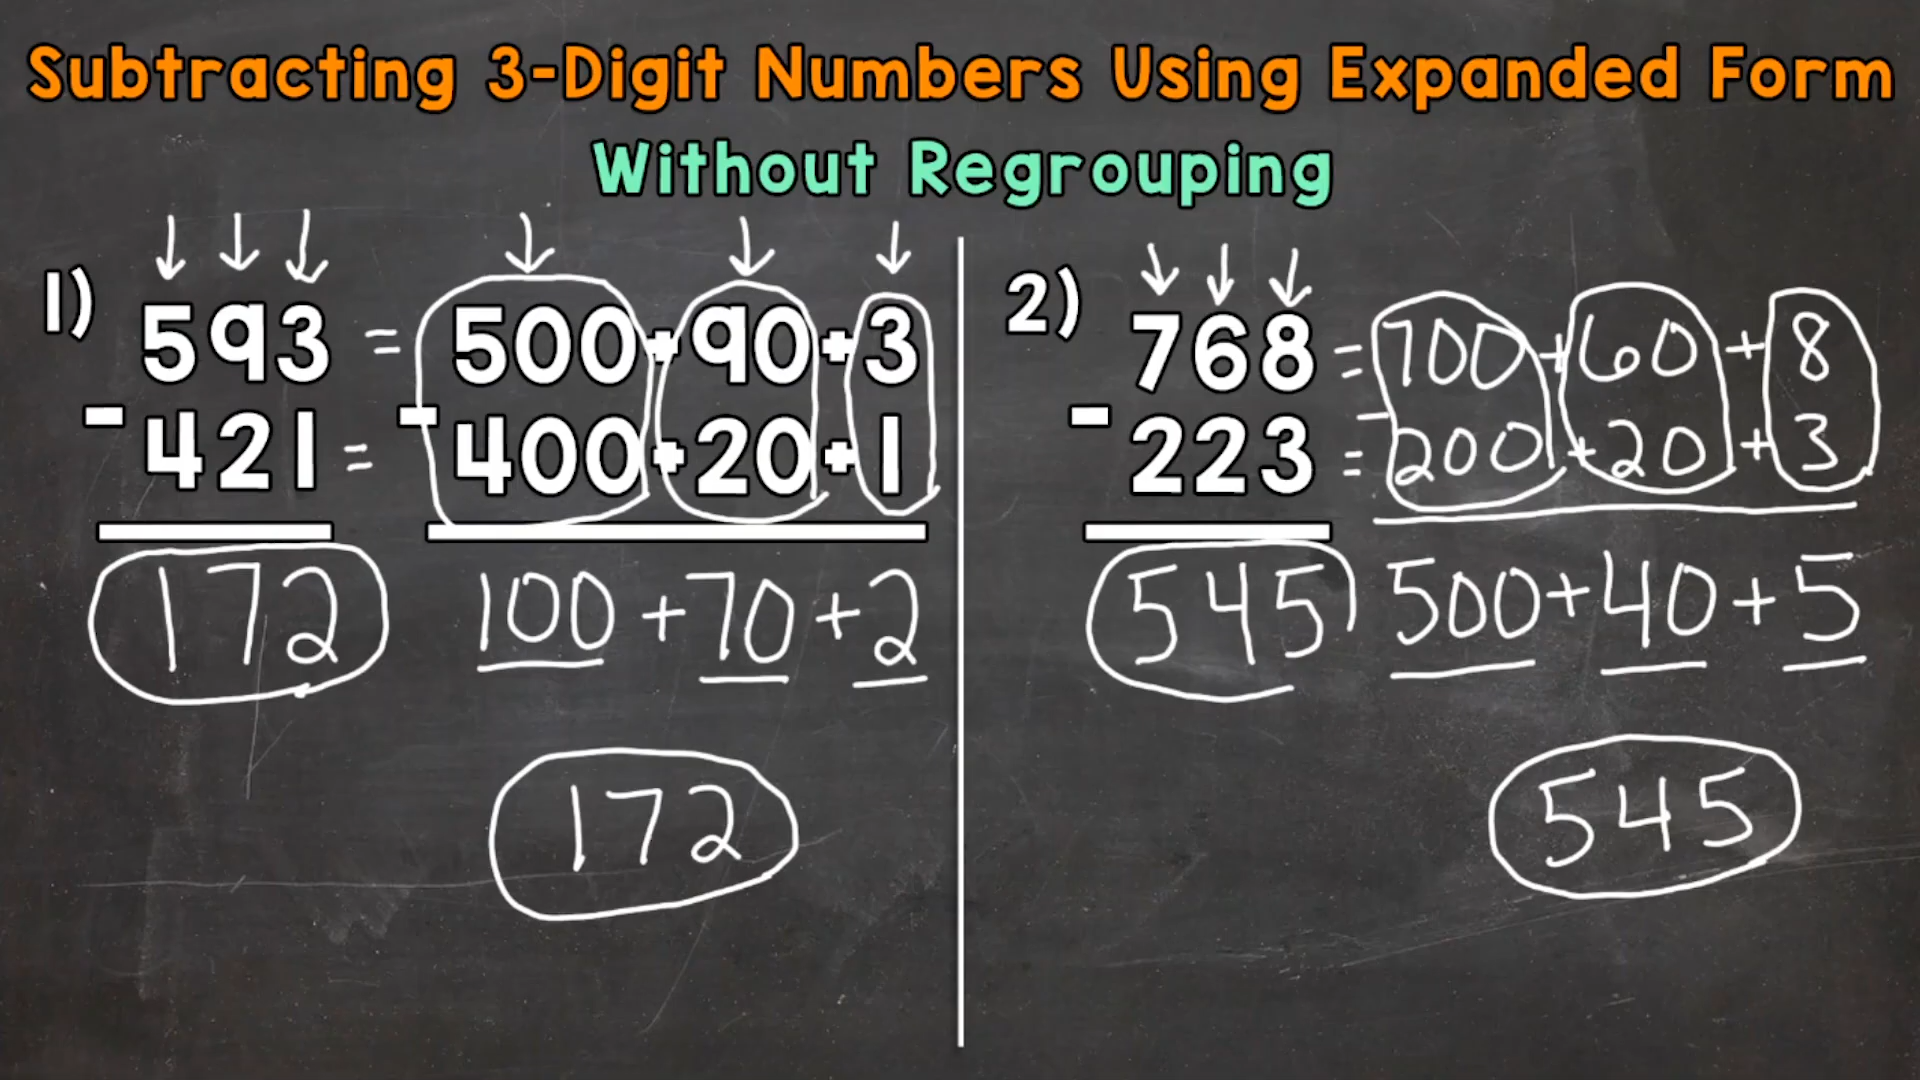 Subtracting 3-Digit Numbers Using Expanded Form
Without Regrouping
1) 593 = 500 + 90 + 3
- 421 = - 400 + 20 + 1
172 100 + 70 + 2
172
2) 768 = 700 + 60 + 8
- 223 = - 200 + 20 + 3
545 500 + 40 + 5
545